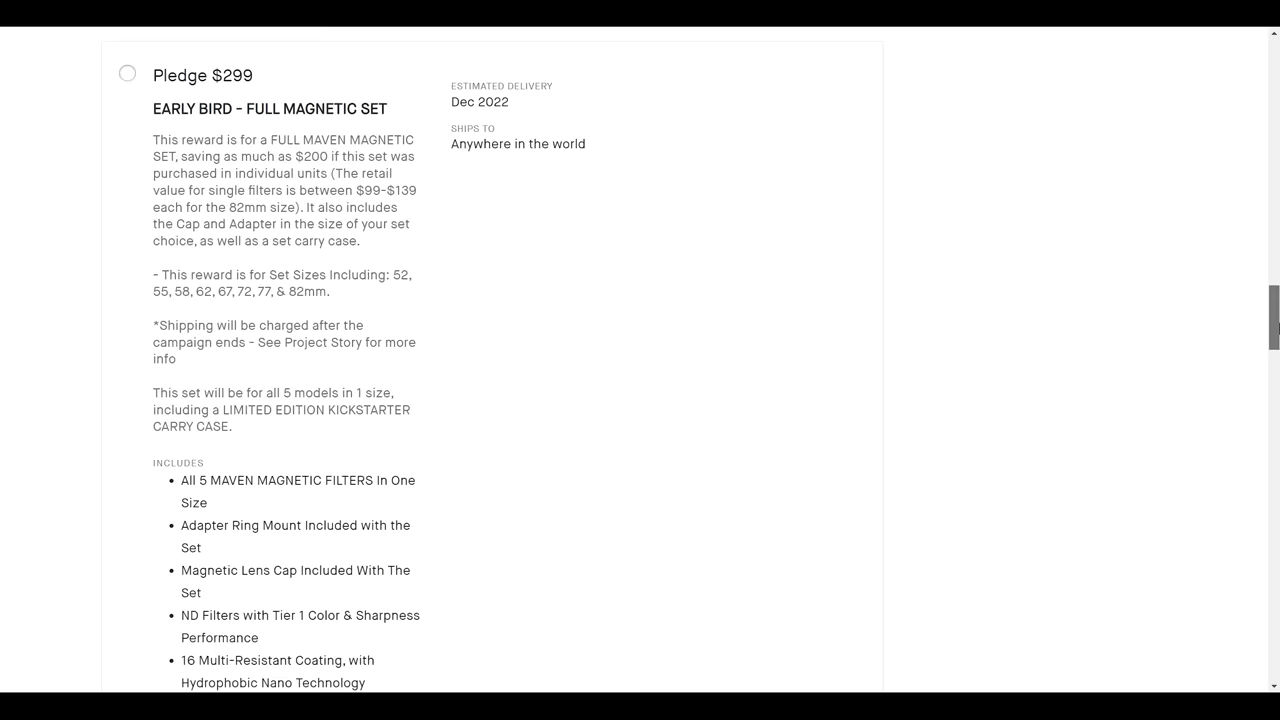 Pledge $299
EARLY BIRD - FULL MAGNETIC SET
This reward is for a FULL MAVEN MAGNETIC
SET, saving as much as $200 if this set was
purchased in individual units (The retail
value for single filters is between $99-$139
each for the 82mm size). It also includes
the Cap and Adapter in the size of your set
choice, as well as a set carry case.
- This reward is for Set Sizes Including: 52,
55, 58, 62, 67, 72, 77, & 82mm.
*Shipping will be charged after the
campaign ends - See Project Story for more
info
This set will be for all 5 models in 1 size,
including a LIMITED EDITION KICKSTARTER
CARRY CASE.
INCLUDES
• All 5 MAVEN MAGNETIC FILTERS In One
Size
• Adapter Ring Mount Included with the
Set
• Magnetic Lens Cap Included With The
Set
• ND Filters with Tier 1 Color & Sharpness
Performance
• 16 Multi-Resistant Coating, with
Hydrophobic Nano Technology
ESTIMATED DELIVERY
Dec 2022
SHIPS TO
Anywhere in the world